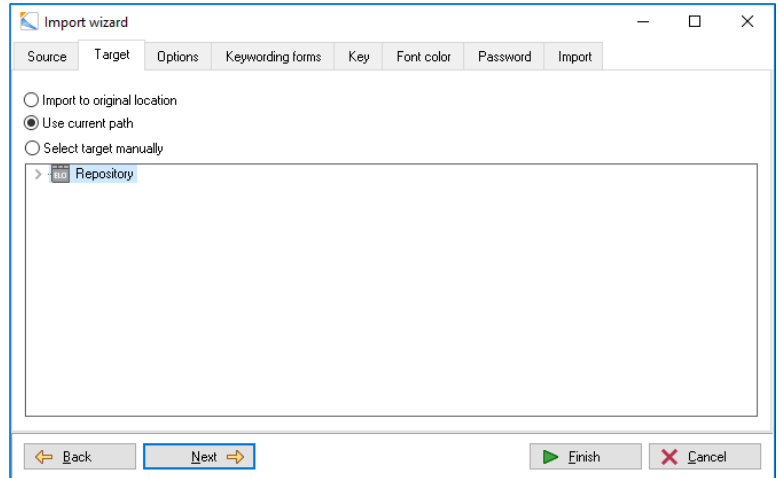 Import wizard
Source Target Options Keywording forms Key Font color Password Import
Import to original location
Use current path
Select target manually
ELO Repository
Back Next Finish Cancel